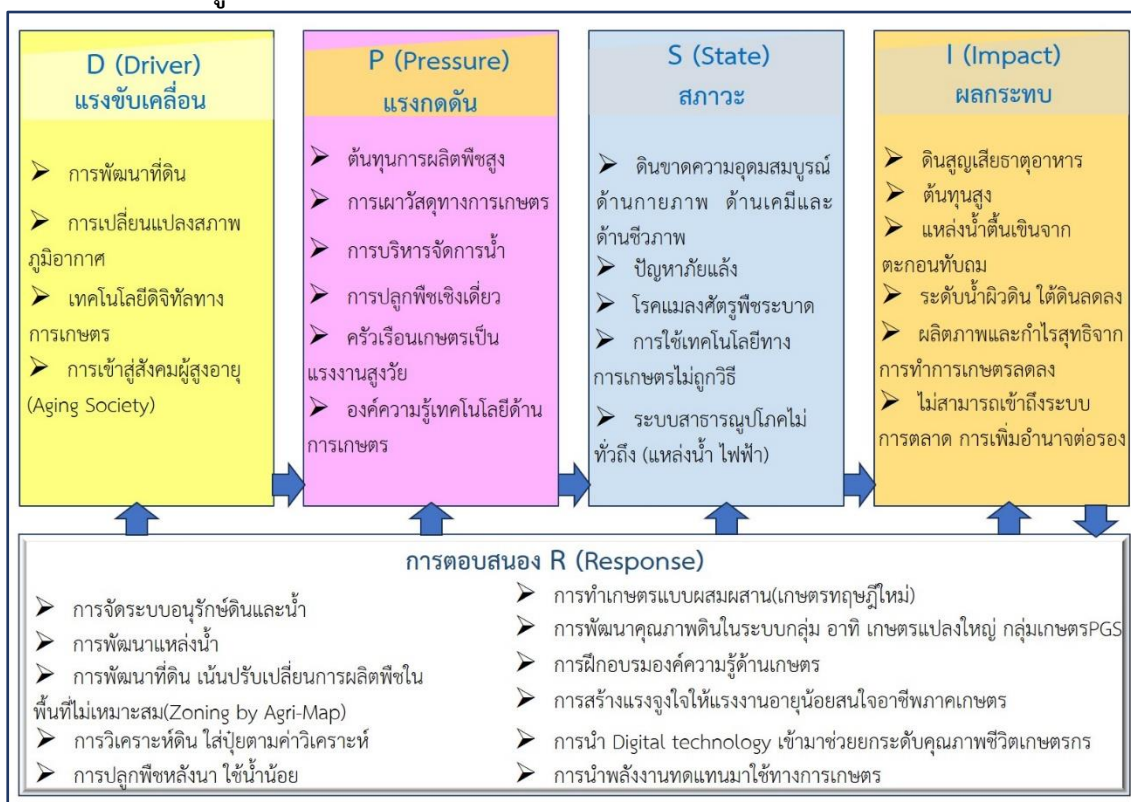 D (Driver)
แรงขับเคลื่อน
➤ การพัฒนาที่ดิน
➤ การเปลี่ยนแปลงสภาพ
ภูมิอากาศ
➤ เทคโนโลยีดิจิทัลทาง
การเกษตร
➤ การเข้าสู่สังคมผู้สูงอายุ
(Aging Society)
P (Pressure)
แรงกดดัน
➤ ต้นทุนการผลิตพืชสูง
➤ การเผาวัสดุทางการเกษตร
➤ การบริหารจัดการน้ำ
➤ การปลูกพืชเชิงเดี่ยว
➤ ครัวเรือนเกษตรเป็น
แรงงานสูงวัย
➤ องค์ความรู้เทคโนโลยีด้าน
การเกษตร
S (State)
สภาวะ
➤ ดินขาดความอุดมสมบูรณ์
ด้านกายภาพ ด้านเคมีและ
ด้านชีวภาพ
➤ ปัญหาภัยแล้ง
➤ โรคแมลงศัตรูพืชระบาด
➤ การใช้เทคโนโลยีทาง
การเกษตรไม่ถูกวิธี
➤ ระบบสาธารณูปโภคไม่
ทั่วถึง (แหล่งน้ำ ไฟฟ้า)
I (Impact)
ผลกระทบ
➤ ดินสูญเสียธาตุอาหาร
➤ ต้นทุนสูง
➤ แหล่งน้ำตื้นเขินจาก
ตะกอนทับถม
➤ ระดับน้ำผิวดิน ใต้ดินลดลง
➤ ผลิตภาพและกำไรสุทธิจาก
การทำการเกษตรลดลง
➤ ไม่สามารถเข้าถึงระบบ
การตลาด การเพิ่มอำนาจต่อรอง
การตอบสนอง R (Response)
➤ การจัดระบบอนุรักษ์ดินและน้ำ
➤ การพัฒนาแหล่งน้ำ
➤ การพัฒนาที่ดิน เน้นปรับเปลี่ยนการผลิตพืชใน
พื้นที่ไม่เหมาะสม(Zoning by Agri-Map)
➤ การวิเคราะห์ดิน ใส่ปุ๋ยตามค่าวิเคราะห์
➤ การปลูกพืชหลังนา ใช้น้ำน้อย
➤ การทำเกษตรแบบผสมผสาน(เกษตรทฤษฎีใหม่)
➤ การพัฒนาคุณภาพดินในระบบกลุ่ม อาทิ เกษตรแปลงใหญ่ กลุ่มเกษตรPGS
➤ การฝึกอบรมองค์ความรู้ด้านเกษตร
➤ การสร้างแรงจูงใจให้แรงงานอายุน้อยสนใจอาชีพภาคเกษตร
➤ การนำ Digital technology เข้ามาช่วยยกระดับคุณภาพชีวิตเกษตรกร
➤ การนำพลังงานทดแทนมาใช้ทางการเกษตร